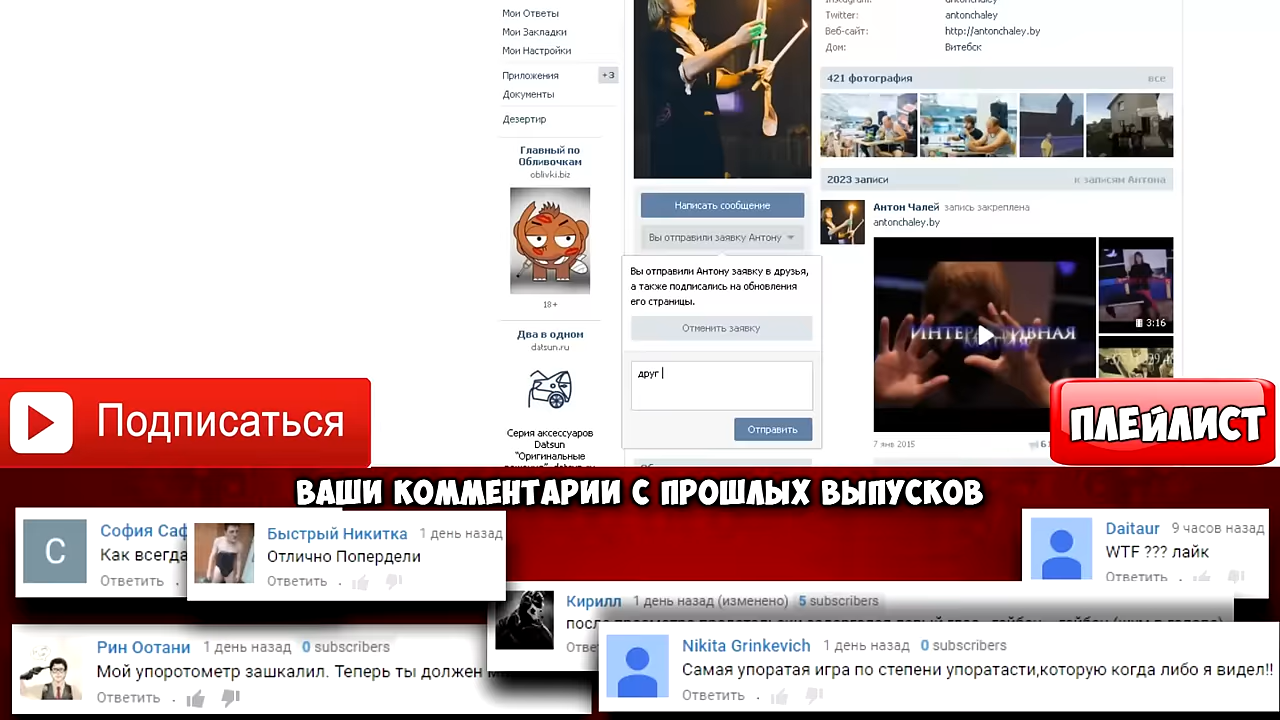 Мои Ответы
Мои Закладки
Мои Настройки
Приложения +3
Документы
Дезертир
Главный по
Обливочкам
oblivki.biz
18+
Два в одном
datsun.ru
Серия аксессуаров
Datsun
"Оригинальные
Написать сообщение
Вы отправили заявку Антону
Вы отправили Антону заявку в друзья,
а также подписались на обновления
его страницы.
Отменить заявку
друг
Отправить
Twitter: antonchaley
Веб-сайт: http://antonchaley.by
Дом: Витебск
421 фотография все
2023 записи к записям Антона
Антон Чалей запись закреплена
antonchaley.by
ИНТЕРАКТИВНАЯ
3:16
7 янв 2015
Подписаться
ПЛЕЙЛИСТ
ВАШИ КОММЕНТАРИИ С ПРОШЛЫХ ВЫПУСКОВ
С
София Саф
Как всегда
Ответить
Быстрый Никитка 1 день назад
Отлично Попердели
Ответить
Daitaur 9 часов назад
WTF ??? лайк
Ответить
Кирилл 1 день назад (изменено) 5 subscribers
Рин Оотани 1 день назад 0 subscribers
Мой упоротометр зашкалил. Теперь ты должен
Ответить
Nikita Grinkevich 1 день назад 0 subscribers
Самая упоратая игра по степени упоратасти,которую когда либо я видел!!
Ответить